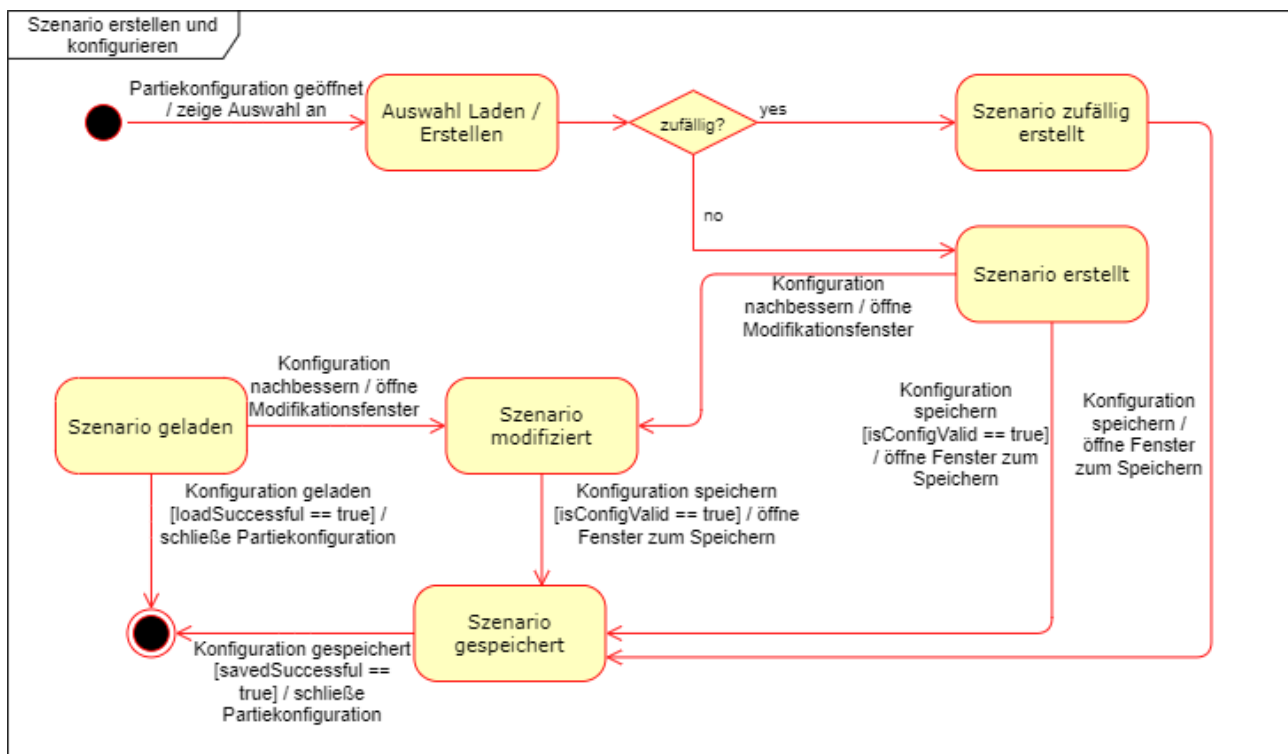 Szenario erstellen und
konfigurieren
Partiekonfiguration geöffnet
/ zeige Auswahl an
Auswahl Laden /
Erstellen
zufällig?
yes
Szenario zufällig
erstellt
no
Szenario erstellt
Konfiguration
nachbessern / öffne
Modifikationsfenster
Konfiguration
nachbessern / öffne
Modifikationsfenster
Szenario geladen
Szenario
modifiziert
Konfiguration
speichern
[isConfigValid == true]
/ öffne Fenster zum
Speichern
Konfiguration
speichern /
öffne Fenster
zum Speichern
Konfiguration geladen
[loadSuccessful == true] /
schließe Partiekonfiguration
Konfiguration speichern
[isConfigValid == true] / öffne
Fenster zum Speichern
Szenario
gespeichert
Konfiguration gespeichert
[savedSuccessful ==
true] / schließe
Partiekonfiguration